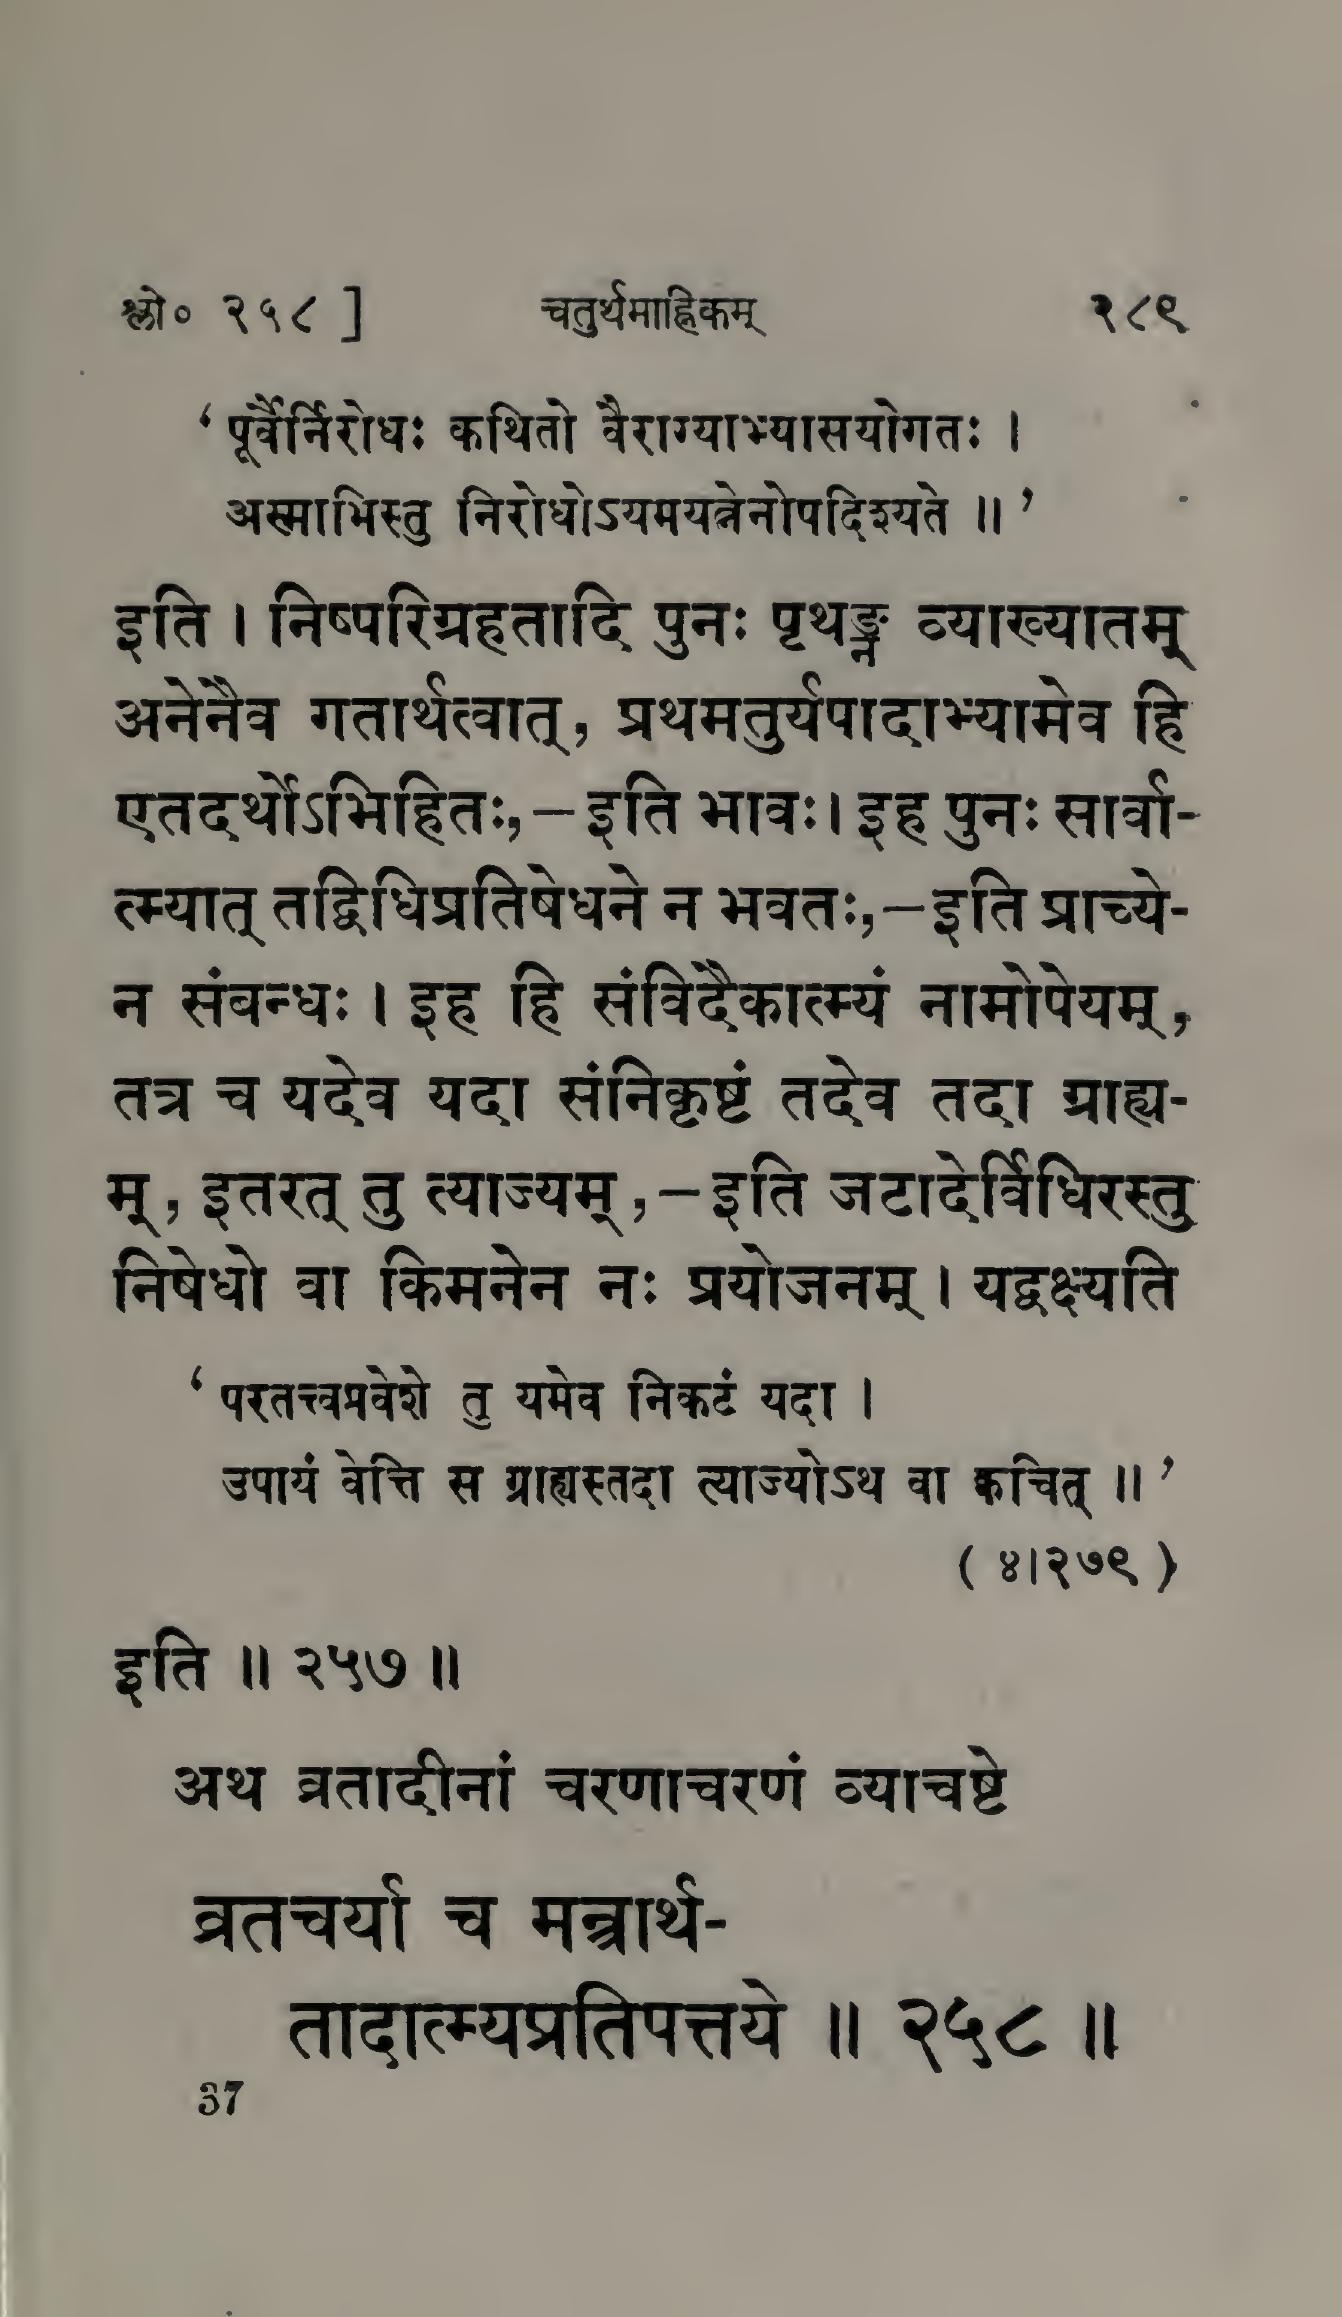 श्लो० २५८ ] चतुर्थमाह्निकम् २८९
‘ पूर्वैर्निरोधः कथितो वैराग्याभ्यासयोगतः ।
अस्माभिस्तु निरोधोऽयमयत्नेनोपदिश्यते ॥ ’
इति । निष्परिग्रहतादि पुनः पृथङ्न व्याख्यातम्
अनेनैव गतार्थत्वात्, प्रथमतुर्यपादाभ्यामेव हि
एतदर्थोऽभिहितः,—इति भावः। इह पुनः सार्वा-
त्म्यात् तद्विधिप्रतिषेधने न भवतः,—इति प्राच्ये-
न संबन्धः । इह हि संविदैकात्म्यं नामोपेयम्,
तत्र च यदेव यदा संनिकृष्टं तदेव तदा ग्राह्य-
म्, इतरत् तु त्याज्यम्,—इति जटादेर्विधिरस्तु
निषेधो वा किमनेन नः प्रयोजनम् । यद्वक्ष्यति
‘ परतत्त्वप्रवेशे तु यमेव निकटं यदा ।
उपायं वेत्ति स ग्राह्यस्तदा त्याज्योऽथ वा क्वचित् ॥ ’
( ४।२७९ )
इति ॥ २५७ ॥
अथ व्रतादीनां चरणाचरणं व्याचष्टे
व्रतचर्या च मन्त्रार्थ-
तादात्म्यप्रतिपत्तये ॥ २५८ ॥
37